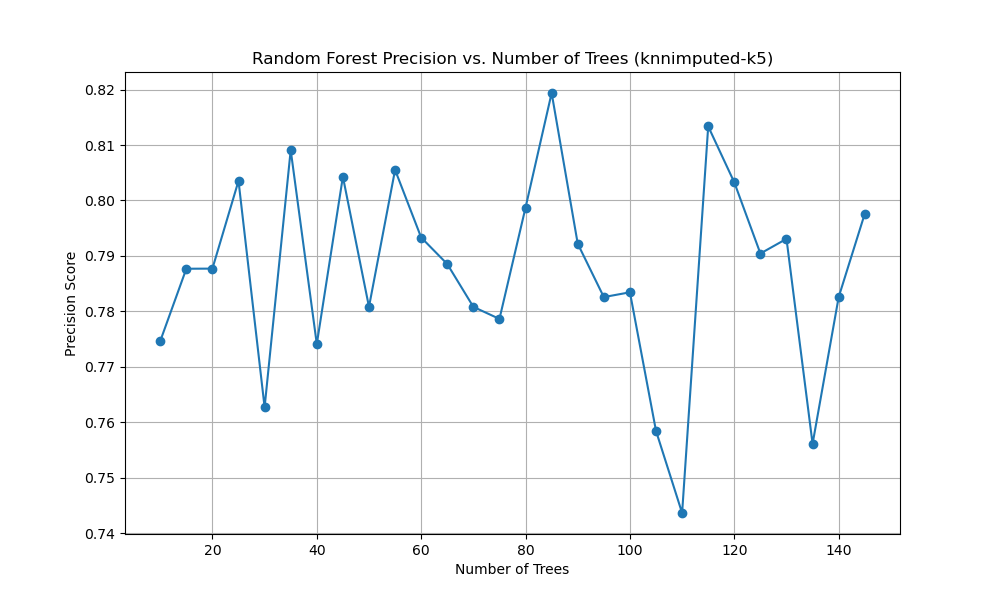 Random Forest Precision vs. Number of Trees (knnimputed-k5)
Precision Score
0.82
0.81
0.80
0.79
0.78
0.77
0.76
0.75
0.74
20 40 60 80 100 120 140
Number of Trees